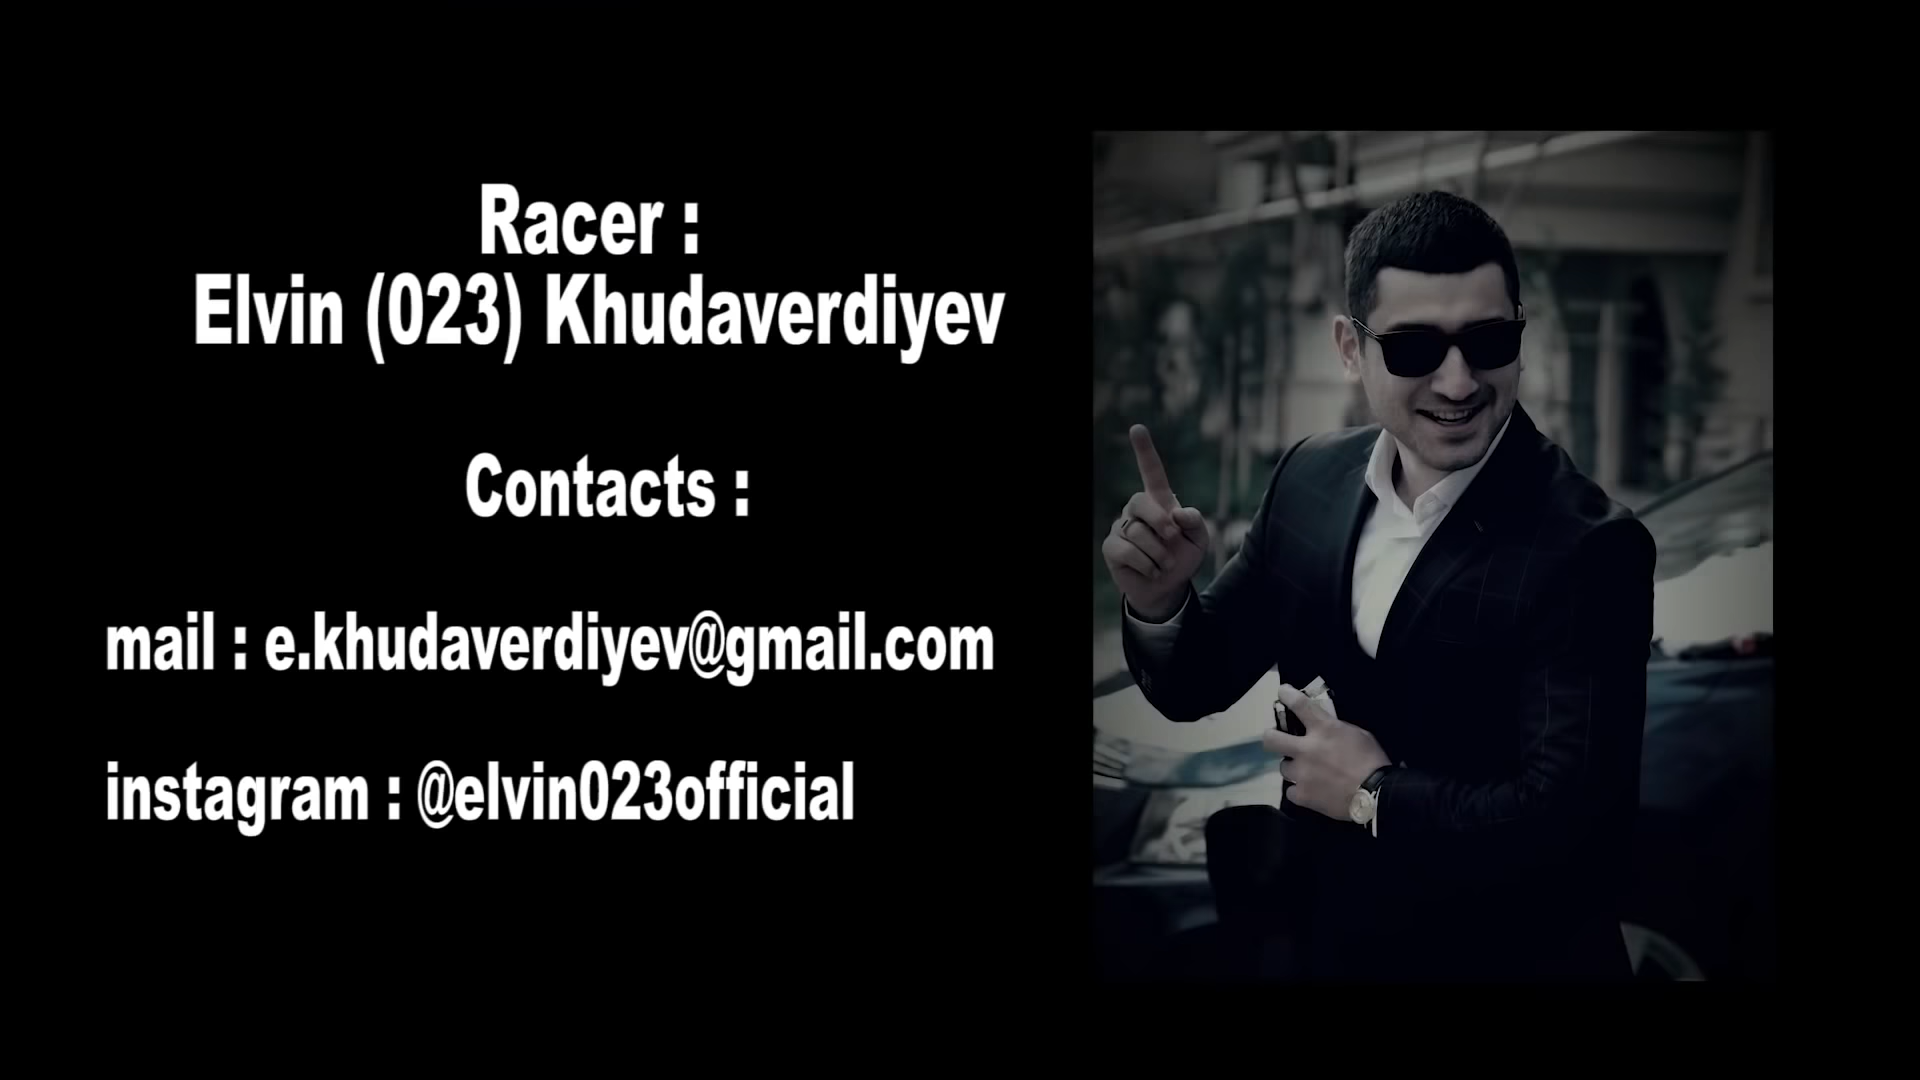 Racer :
Elvin (023) Khudaverdiyev
Contacts :
mail : e.khudaverdiyev@gmail.com
instagram : @elvin023official